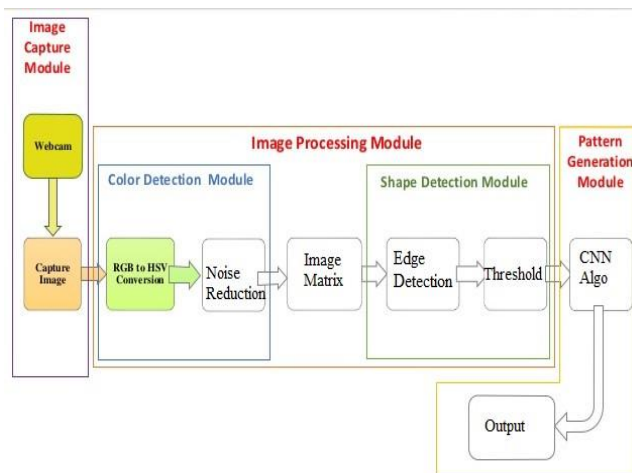 Image
Capture
Module
Webcam
Capture
Image
Image Processing Module
Color Detection Module
RGB to HSV
Conversion
Noise
Reduction
Image
Matrix
Shape Detection Module
Edge
Detection
Threshold
Pattern
Generation
Module
CNN
Algo
Output